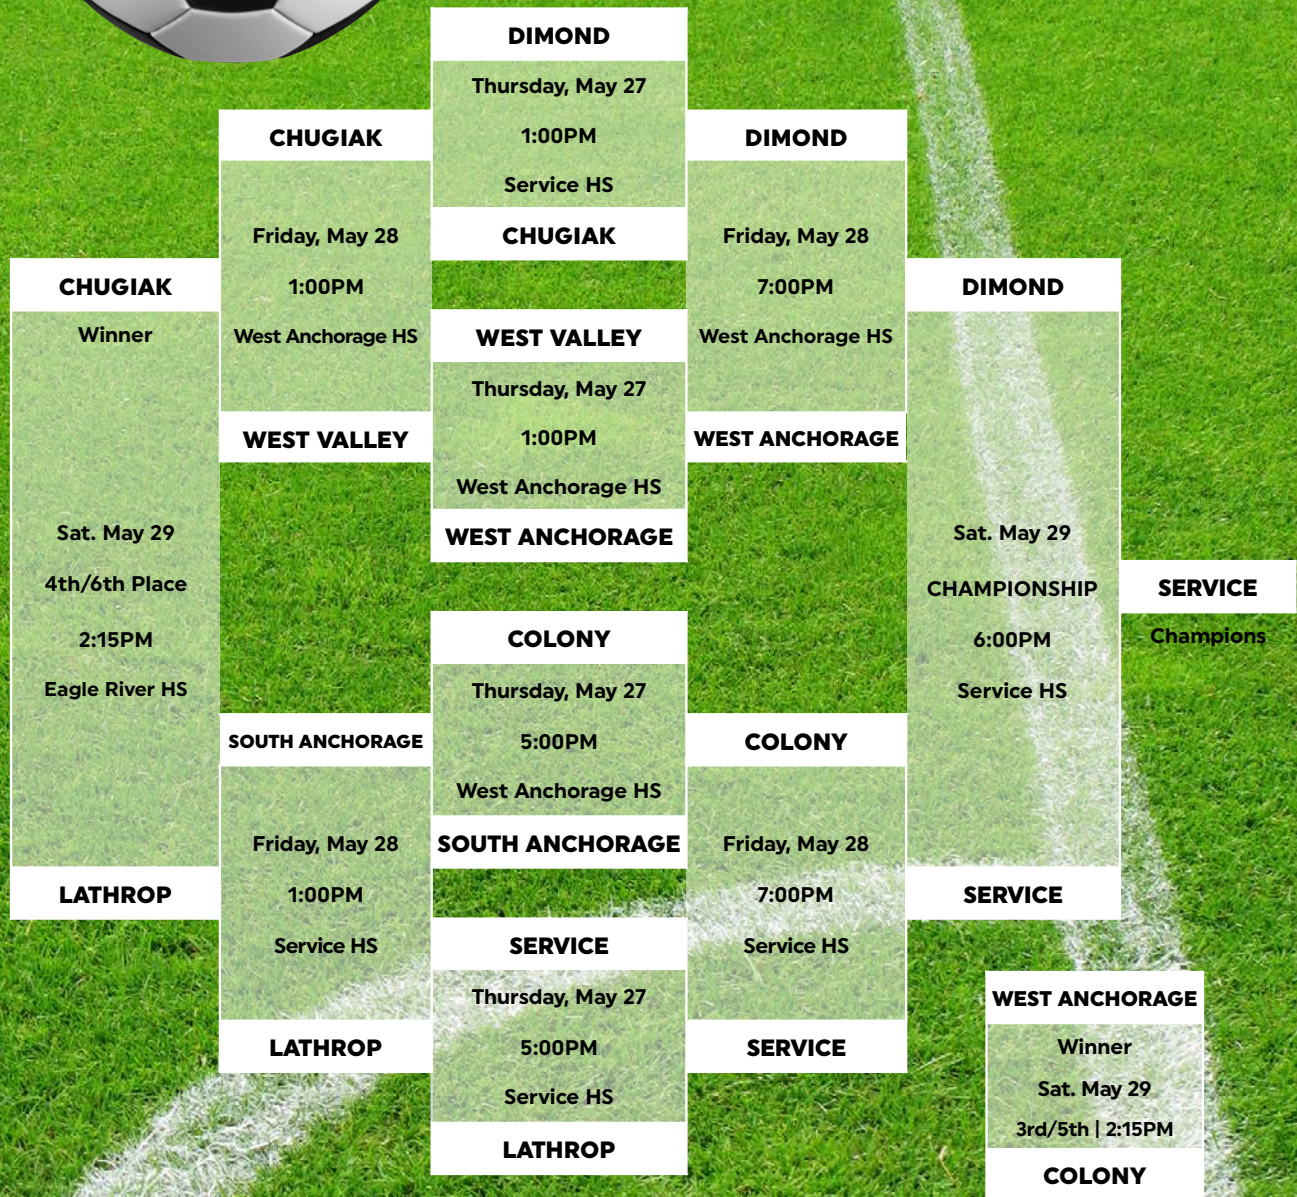 DIMOND
Thursday, May 27
1:00PM
Service HS
CHUGIAK
WEST VALLEY
Thursday, May 27
1:00PM
West Anchorage HS
WEST ANCHORAGE
COLONY
Thursday, May 27
5:00PM
West Anchorage HS
SOUTH ANCHORAGE
SERVICE
Thursday, May 27
5:00PM
Service HS
LATHROP
CHUGIAK
Friday, May 28
1:00PM
West Anchorage HS
WEST VALLEY
SOUTH ANCHORAGE
Friday, May 28
1:00PM
Service HS
LATHROP
CHUGIAK
Winner
Sat. May 29
4th/6th Place
2:15PM
Eagle River HS
LATHROP
DIMOND
Friday, May 28
7:00PM
West Anchorage HS
WEST ANCHORAGE
COLONY
Friday, May 28
7:00PM
Service HS
SERVICE
DIMOND
Sat. May 29
CHAMPIONSHIP
6:00PM
Service HS
SERVICE
SERVICE
Champions
WEST ANCHORAGE
Winner
Sat. May 29
3rd/5th | 2:15PM
COLONY